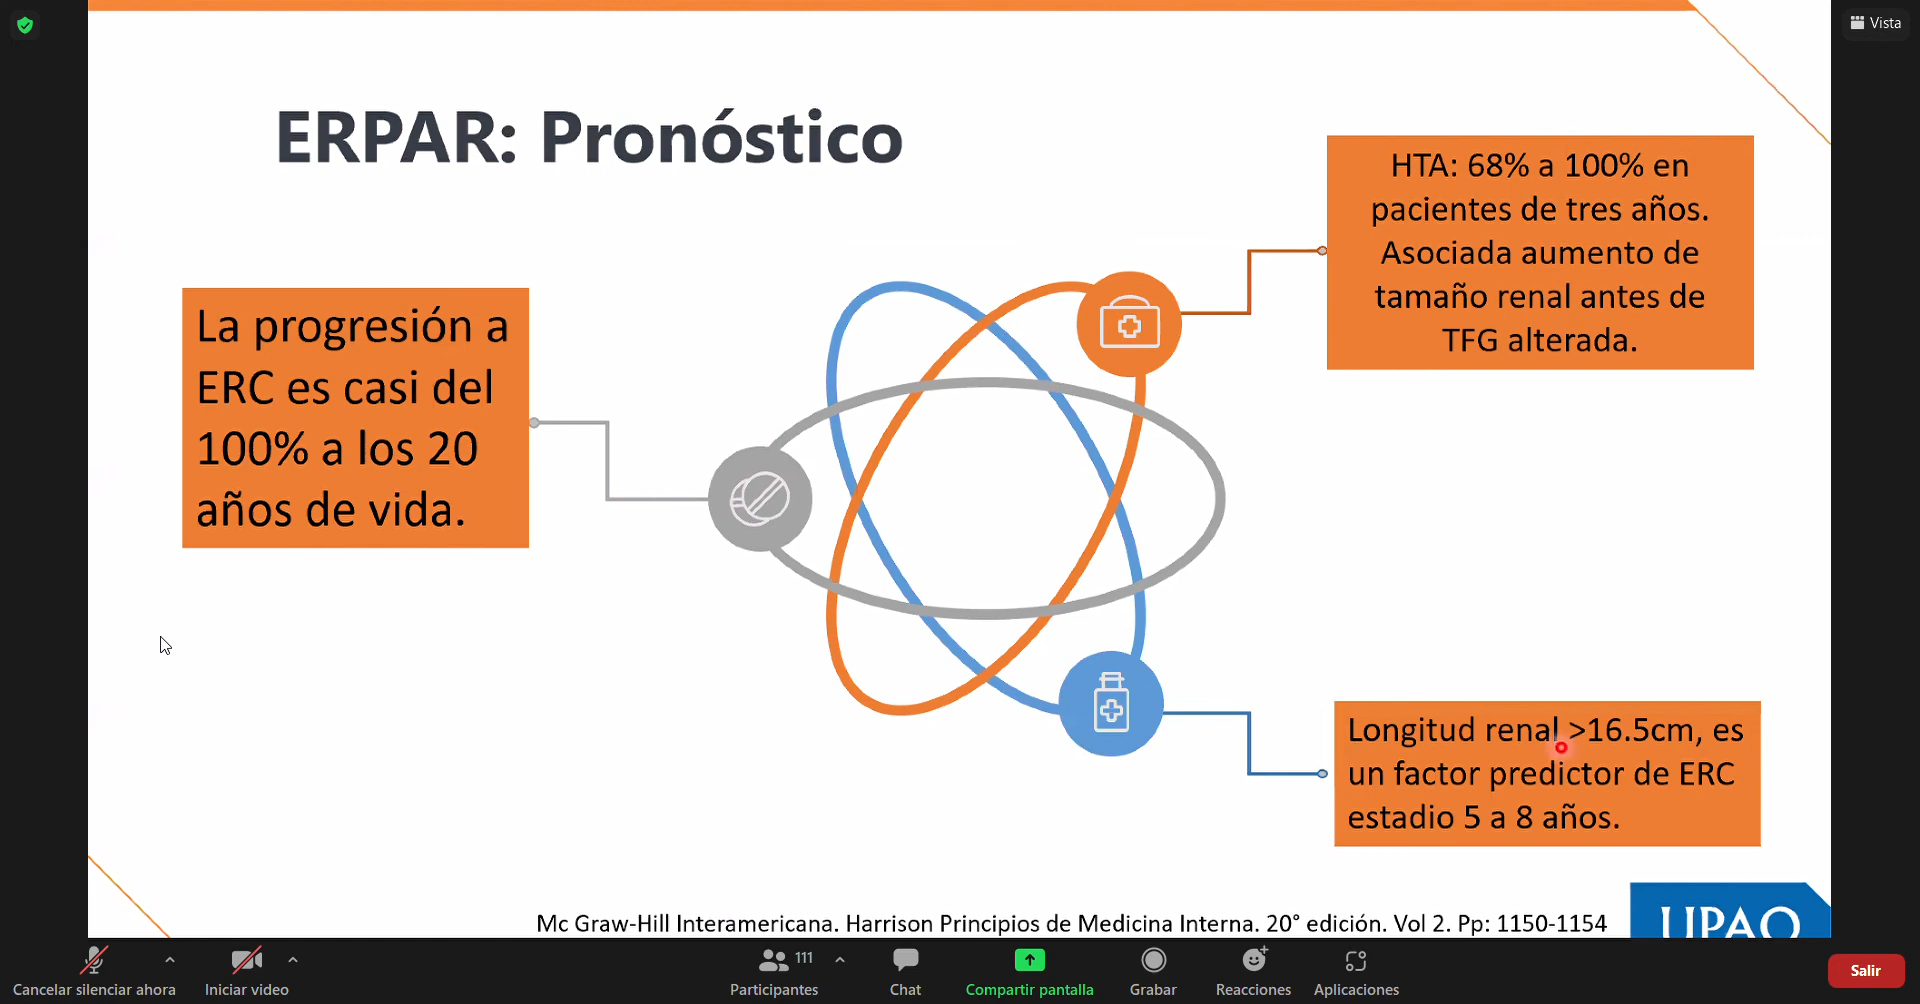 Vista
ERPAR: Pronóstico
HTA: 68% a 100% en
pacientes de tres años.
Asociada aumento de
tamaño renal antes de
TFG alterada.
La progresión a
ERC es casi del
100% a los 20
años de vida.
Longitud renal >16.5cm, es
un factor predictor de ERC
estadio 5 a 8 años.
Mc Graw-Hill Interamericana. Harrison Principios de Medicina Interna. 20° edición. Vol 2. Pp: 1150-1154
UPAO
111
Cancelar silenciar ahora
Iniciar video
Participantes
Chat
Compartir pantalla
Grabar
Reacciones
Aplicaciones
Salir